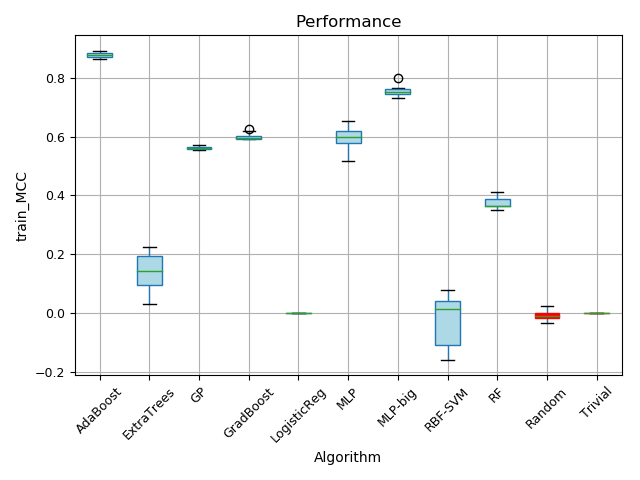 Performance
train_MCC
0.8
0.6
0.4
0.2
0.0
−0.2
AdaBoost
ExtraTrees
GP
GradBoost
LogisticReg
MLP
MLP-big
RBF-SVM
RF
Random
Trivial
Algorithm